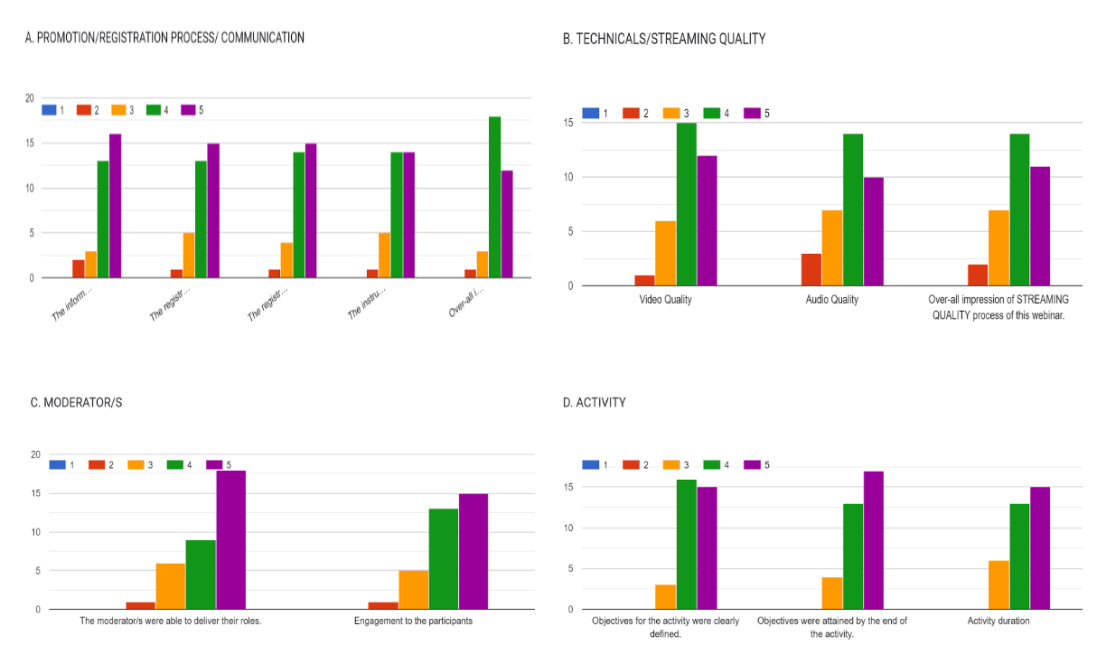 A. PROMOTION/REGISTRATION PROCESS/ COMMUNICATION
20
1 2 3 4 5
15
10
5
0
The inform...
The registr...
The registr...
The instru...
Over-all i...
B. TECHNICALS/STREAMING QUALITY
1 2 3 4 5
15
10
5
0
Video Quality
Audio Quality
Over-all impression of STREAMING
QUALITY process of this webinar.
C. MODERATOR/S
20
1 2 3 4 5
15
10
5
0
The moderator/s were able to deliver their roles.
Engagement to the participants
D. ACTIVITY
1 2 3 4 5
15
10
5
0
Objectives for the activity were clearly
defined.
Objectives were attained by the end of
the activity.
Activity duration